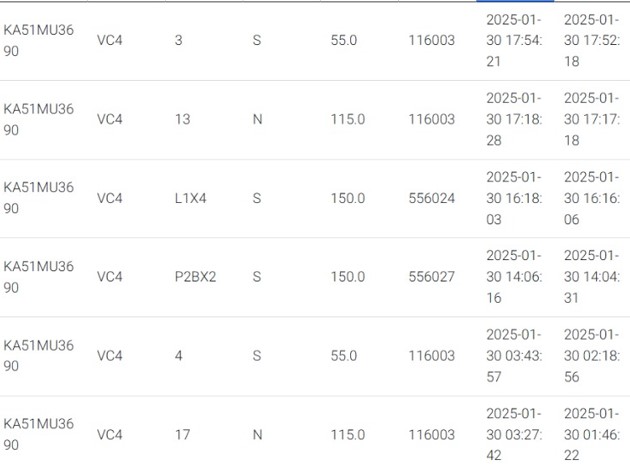 KA51MU3690 VC4 3 S 55.0 116003 2025-01-30 17:54:21 2025-01-30 17:52:18
KA51MU3690 VC4 13 N 115.0 116003 2025-01-30 17:18:28 2025-01-30 17:17:18
KA51MU3690 VC4 L1X4 S 150.0 556024 2025-01-30 16:18:03 2025-01-30 16:16:06
KA51MU3690 VC4 P2BX2 S 150.0 556027 2025-01-30 14:06:16 2025-01-30 14:04:31
KA51MU3690 VC4 4 S 55.0 116003 2025-01-30 03:43:57 2025-01-30 02:18:56
KA51MU3690 VC4 17 N 115.0 116003 2025-01-30 03:27:42 2025-01-30 01:46:22